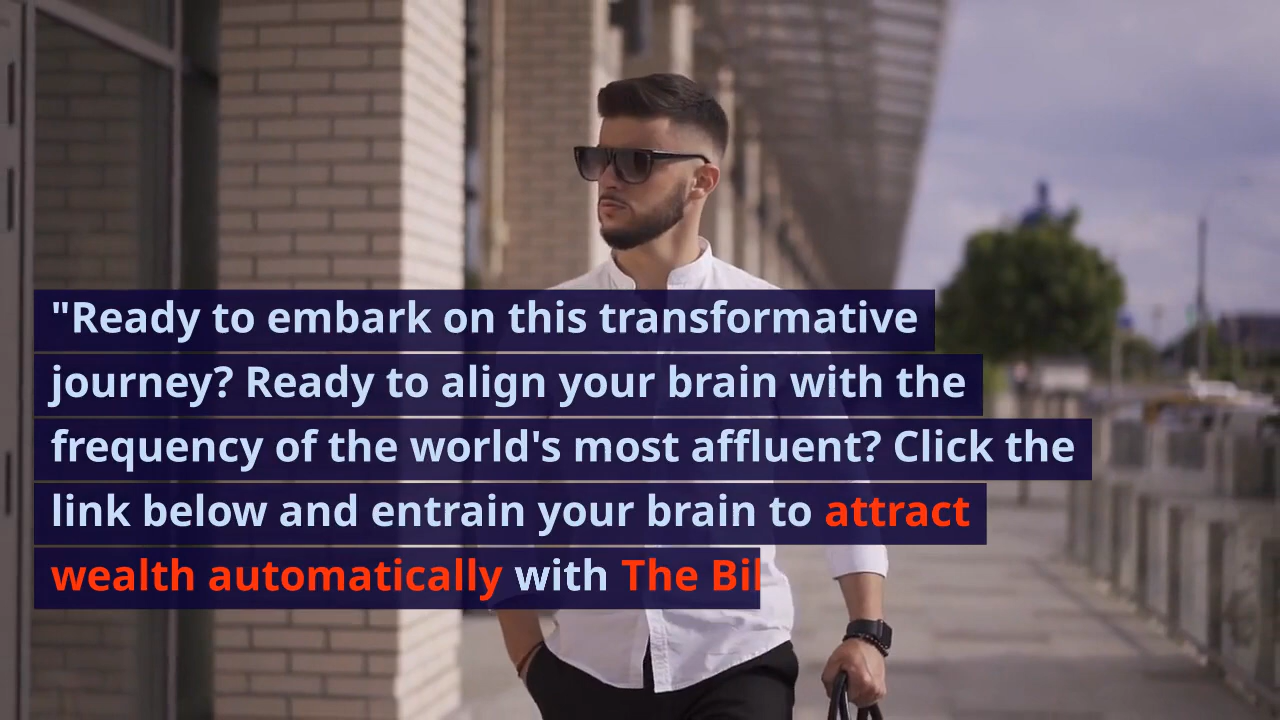 "Ready to embark on this transformative
journey? Ready to align your brain with the
frequency of the world's most affluent? Click the
link below and entrain your brain to attract
wealth automatically with The Bil